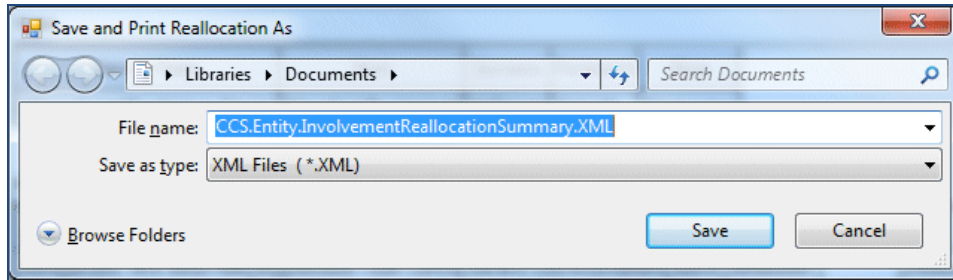 Save and Print Reallocation As
Libraries Documents Search Documents
File name: CCS.Entity.InvolvementReallocationSummary.XML
Save as type: XML Files ( *.XML)
Browse Folders Save Cancel